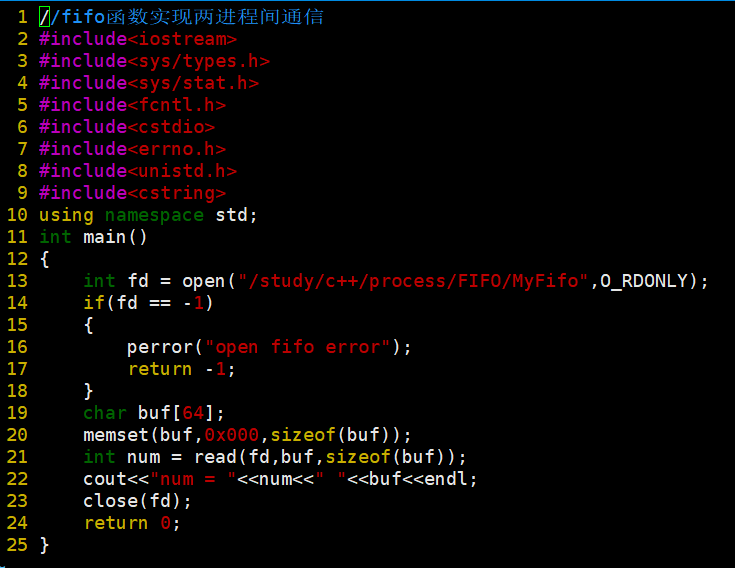 1 //fifo函数实现两进程间通信
2 #include<iostream>
3 #include<sys/types.h>
4 #include<sys/stat.h>
5 #include<fcntl.h>
6 #include<cstdio>
7 #include<errno.h>
8 #include<unistd.h>
9 #include<cstring>
10 using namespace std;
11 int main()
12 {
13     int fd = open("/study/c++/process/FIFO/MyFifo",O_RDONLY);
14     if(fd == -1)
15     {
16         perror("open fifo error");
17         return -1;
18     }
19     char buf[64];
20     memset(buf,0x000,sizeof(buf));
21     int num = read(fd,buf,sizeof(buf));
22     cout<<"num = "<<num<<" "<<buf<<endl;
23     close(fd);
24     return 0;
25 }